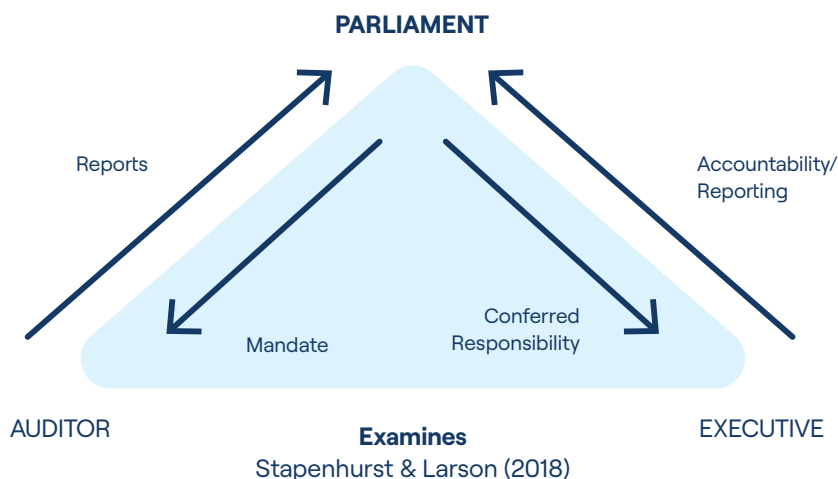 PARLIAMENT
Reports
Accountability/
Reporting
Mandate
Conferred
Responsibility
AUDITOR
Examines
EXECUTIVE
Stapenhurst & Larson (2018)